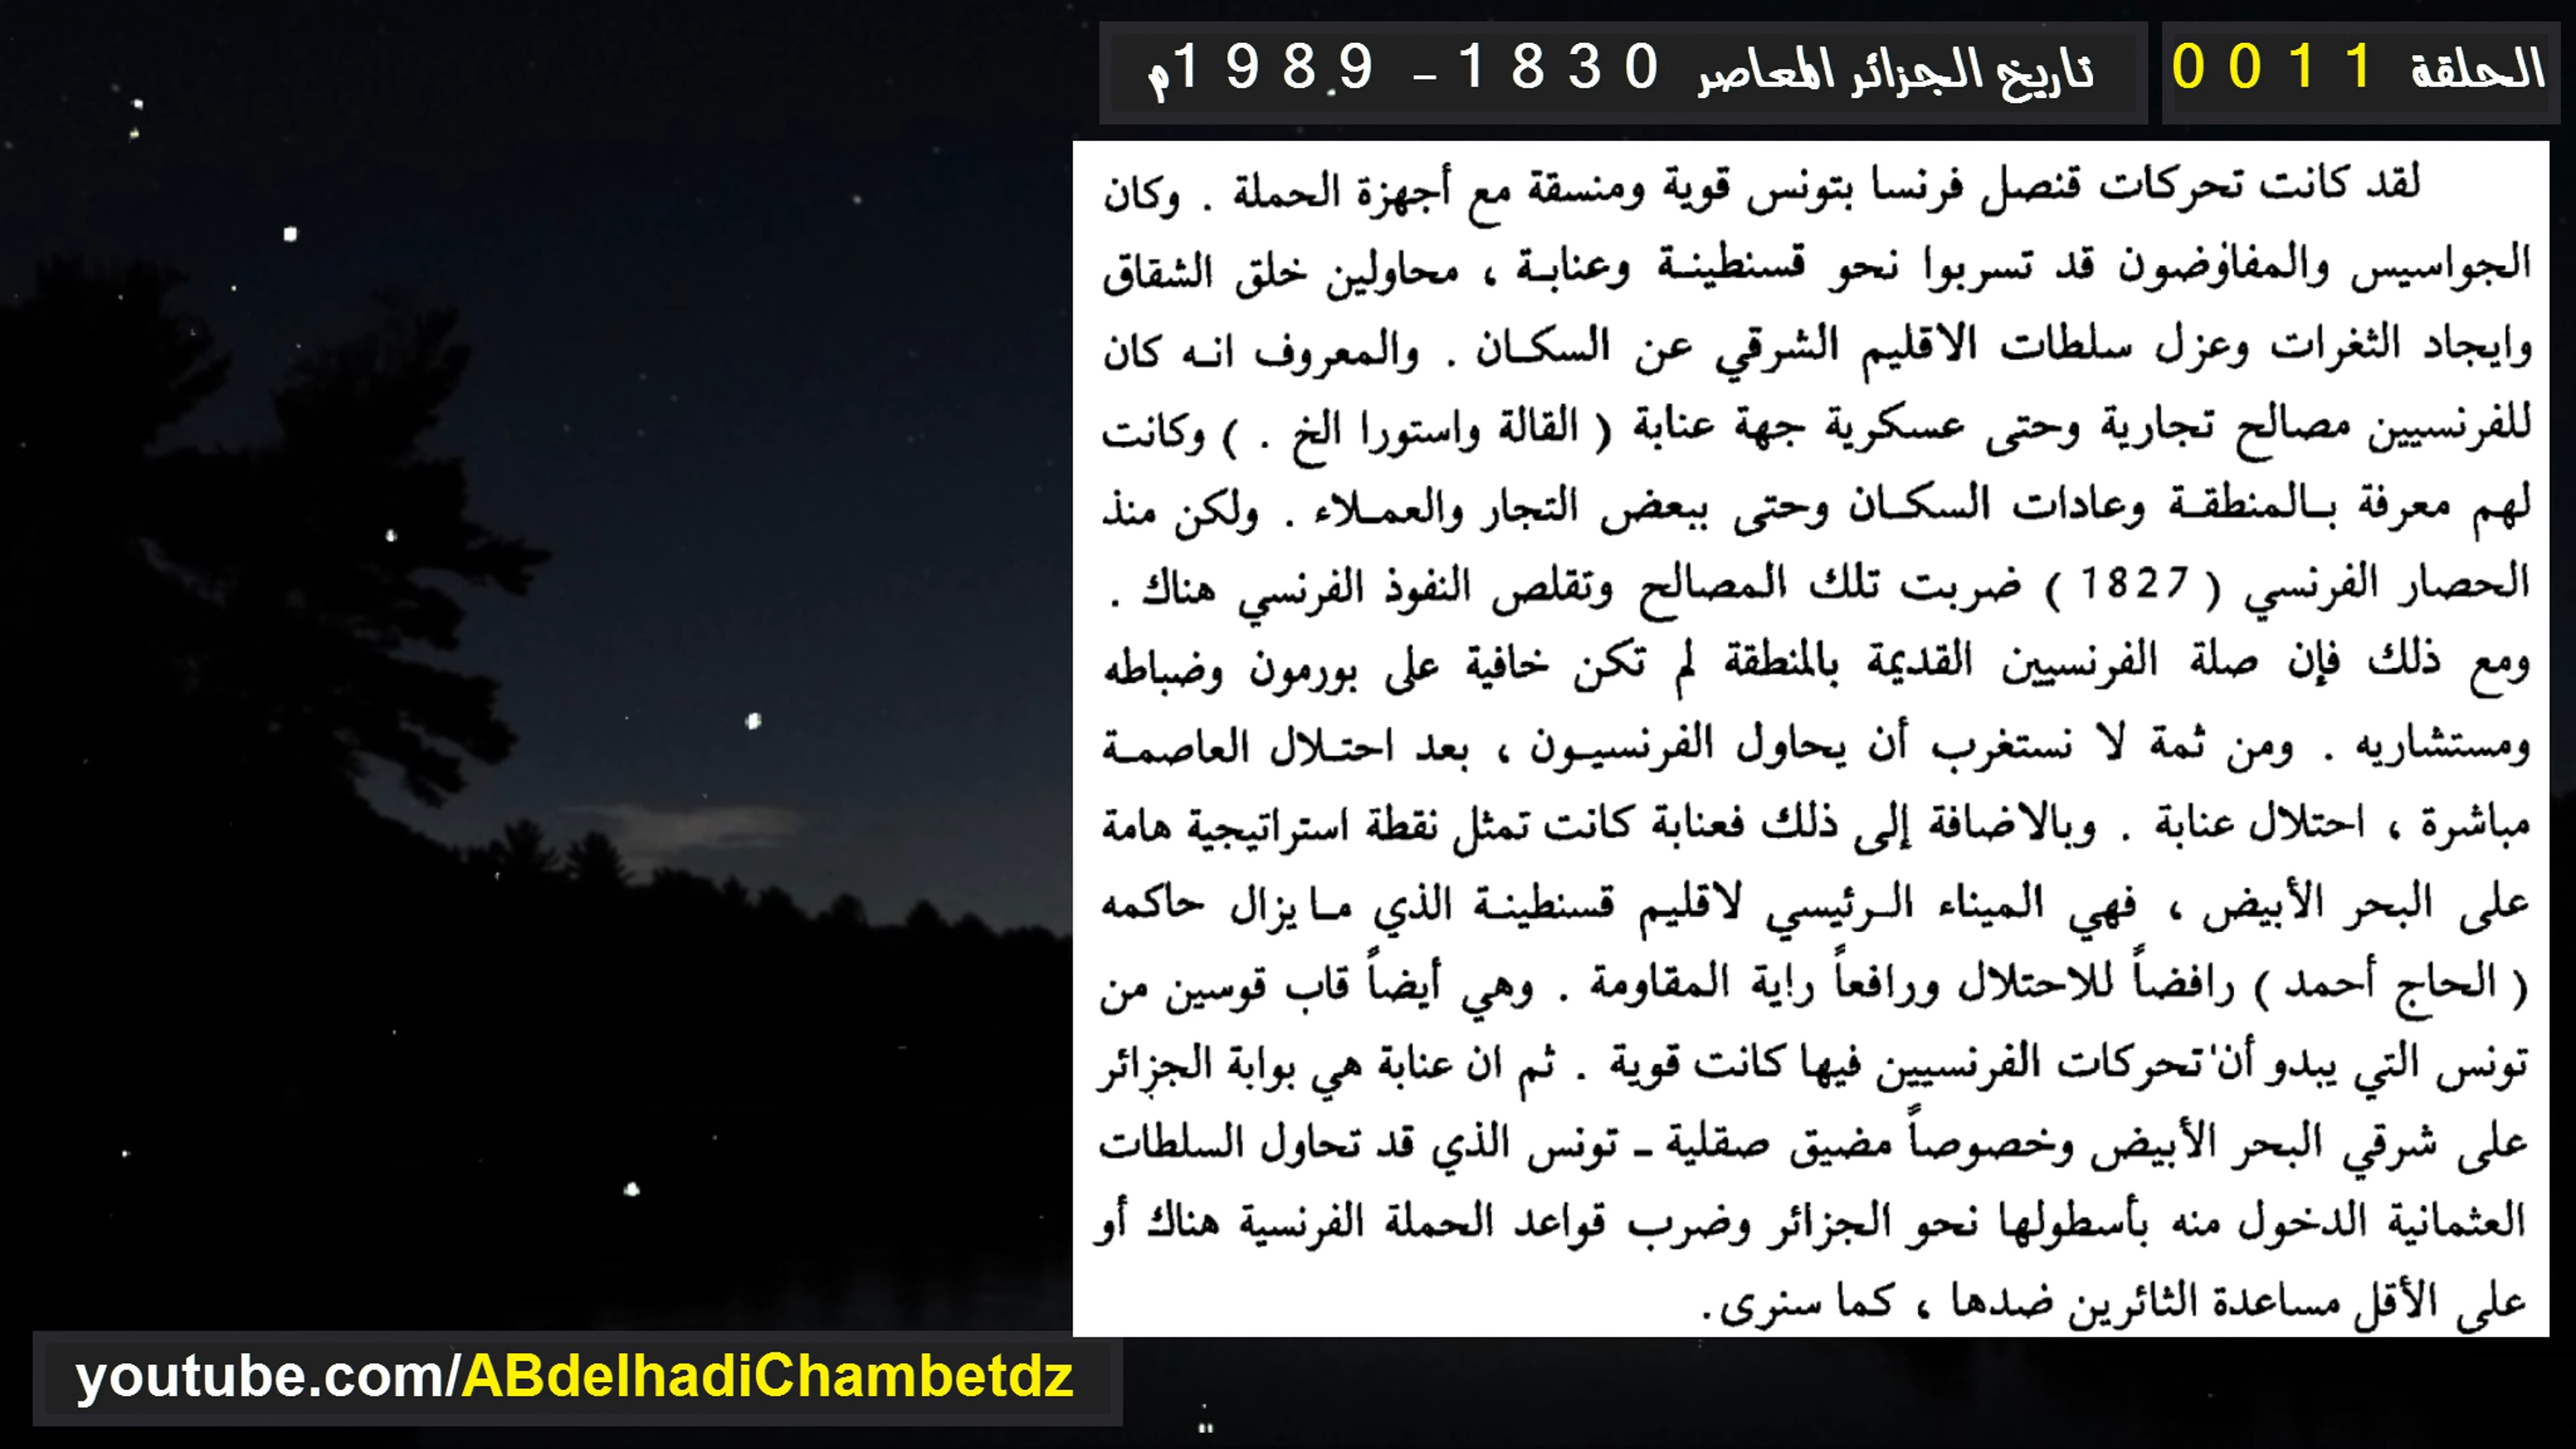 الحلقة 0011
تاريخ الجزائر المعاصر 1830 – 1989م
لقد كانت تحركات قنصل فرنسا بتونس قوية ومنسقة مع أجهزة الحملة . وكان
الجواسيس والمفاوضون قد تسربوا نحو قسنطينة وعنابة ، محاولين خلق الشقاق
وايجاد الثغرات وعزل سلطات الاقليم الشرقي عن السكان . والمعروف انه كان
للفرنسيين مصالح تجارية وحتى عسكرية جهة عنابة ( القالة واستورا الخ . ) وكانت
لهم معرفة بالمنطقة وعادات السكان وحتى ببعض التجار والعملاء . ولكن منذ
الحصار الفرنسي ( 1827 ) ضربت تلك المصالح وتقلص النفوذ الفرنسي هناك .
ومع ذلك فإن صلة الفرنسيين القديمة بالمنطقة لم تكن خافية على بورمون وضباطه
ومستشاريه . ومن ثمة لا نستغرب أن يحاول الفرنسيون ، بعد احتلال العاصمة
مباشرة ، احتلال عنابة . وبالاضافة إلى ذلك فعنابة كانت تمثل نقطة استراتيجية هامة
على البحر الأبيض ، فهي الميناء الرئيسي لاقليم قسنطينة الذي ما يزال حاكمه
( الحاج أحمد ) رافضاً للاحتلال ورافعاً راية المقاومة . وهي أيضاً قاب قوسين من
تونس التي يبدو أن تحركات الفرنسيين فيها كانت قوية . ثم ان عنابة هي بوابة الجزائر
على شرقي البحر الأبيض وخصوصاً مضيق صقلية ـ تونس الذي قد تحاول السلطات
العثمانية الدخول منه بأسطولها نحو الجزائر وضرب قواعد الحملة الفرنسية هناك أو
على الأقل مساعدة الثائرين ضدها ، كما سنرى .
youtube.com/ABdelhadiChambetdz